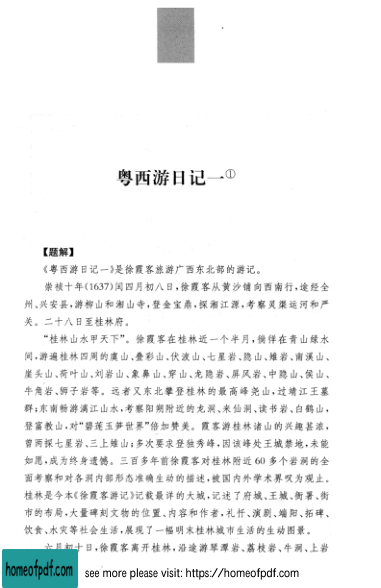 粤西游日记一①
【题解】
《粤西游日记一》是徐霞客旅游广西东北部的游记。
崇祯十年(1637)闰四月初八日,徐霞客从黄沙铺向西南行,途经全
州、兴安县,游柳山和湘山寺,登金宝鼎,探湘江源,考察灵渠运河和严
关。二十八日至桂林府。
“桂林山水甲天下”。徐霞客在桂林近一个半月,徜徉在青山绿水
间,游遍桂林四周的虞山、叠彩山、伏波山、七星岩、隐山、雉岩、南溪山、
崖头山、荷叶山、刘岩山、象鼻山、穿山、龙隐岩、屏风岩、中隐山、侯山、
牛角岩、狮子岩等。远者又东北攀登桂林的最高峰尧山,过靖江王墓
群;东南畅游漓江山水,考察阳朔附近的龙洞、来仙洞、读书岩、白鹤山,
登富教山,对“碧莲玉笋世界”倍加赞美。霞客游桂林诸山的兴趣甚浓,
曾两探七星岩、三上雉山;多次要求登独秀峰,因该峰处王城禁地,未能
如愿,成为终身遗憾。三百多年前徐霞客对桂林附近60多个岩洞的全
面考察和对各洞内部形态准确生动的描述,被国内外学术界叹为观止。
桂林是今本《徐霞客游记》记载最详的大城,记述了府城、王城、衙署、街
市的布局,大量碑刻文物的位置、内容和作者,礼忏、演剧、端阳、拓碑、
饮食、水灾等社会生活,展现了一幅明末桂林城市生活的生动图景。
六月初十日,徐霞客离开桂林,沿途游琴潭岩、荔枝岩、牛洞、上岩
homeofpdf.com
see more please visit: https://homeofpdf.com